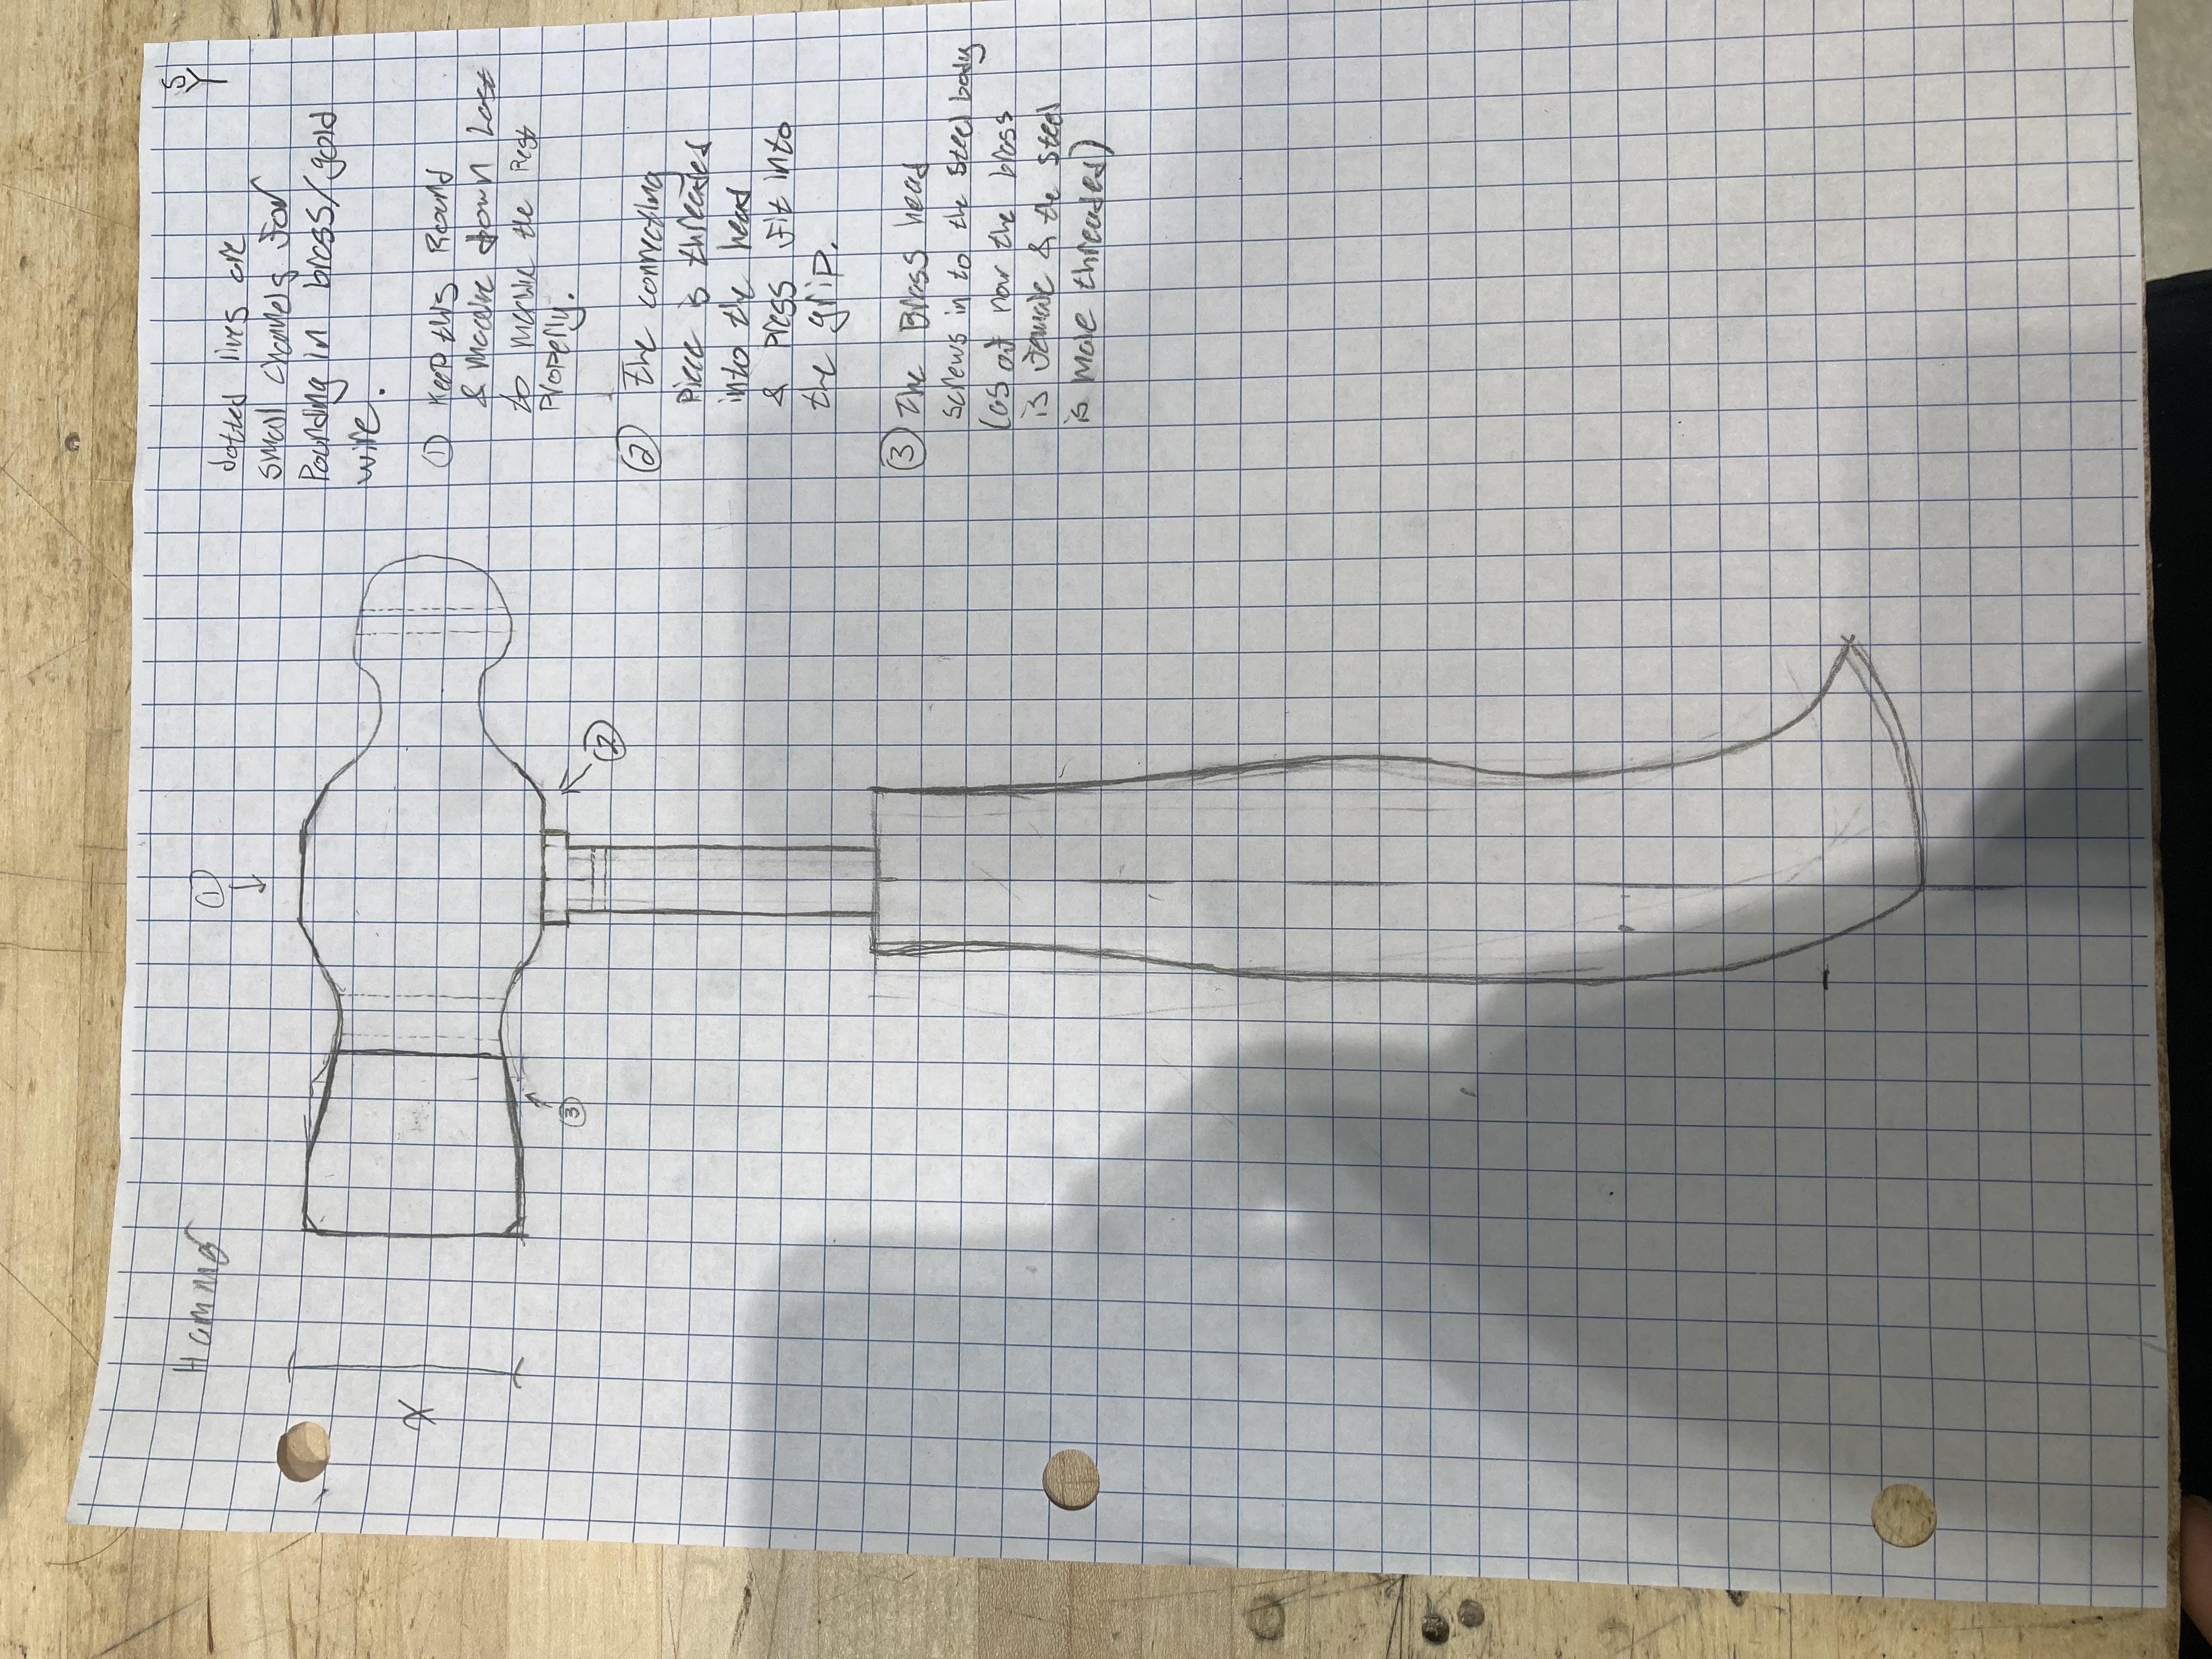 Hammer
S
Y
①
X
③
②
dotted lines are
small channels For
Pounding in brass/gold
wire.
① Keep this Round
& machine down Last
to machine the Rest
Properly.
② The connecting
Piece is threaded
into the head
& Press Fit into
the grip.
③ The Brass head
screws in to the steel body
(as of now the brass
is Female & the steel
is male threaded)